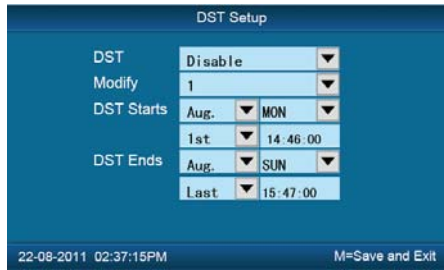 DST Setup
DST Disable
Modify 1
DST Starts Aug. MON
1st 14:46:00
DST Ends Aug. SUN
Last 15:47:00
22-08-2011 02:37:15PM M=Save and Exit